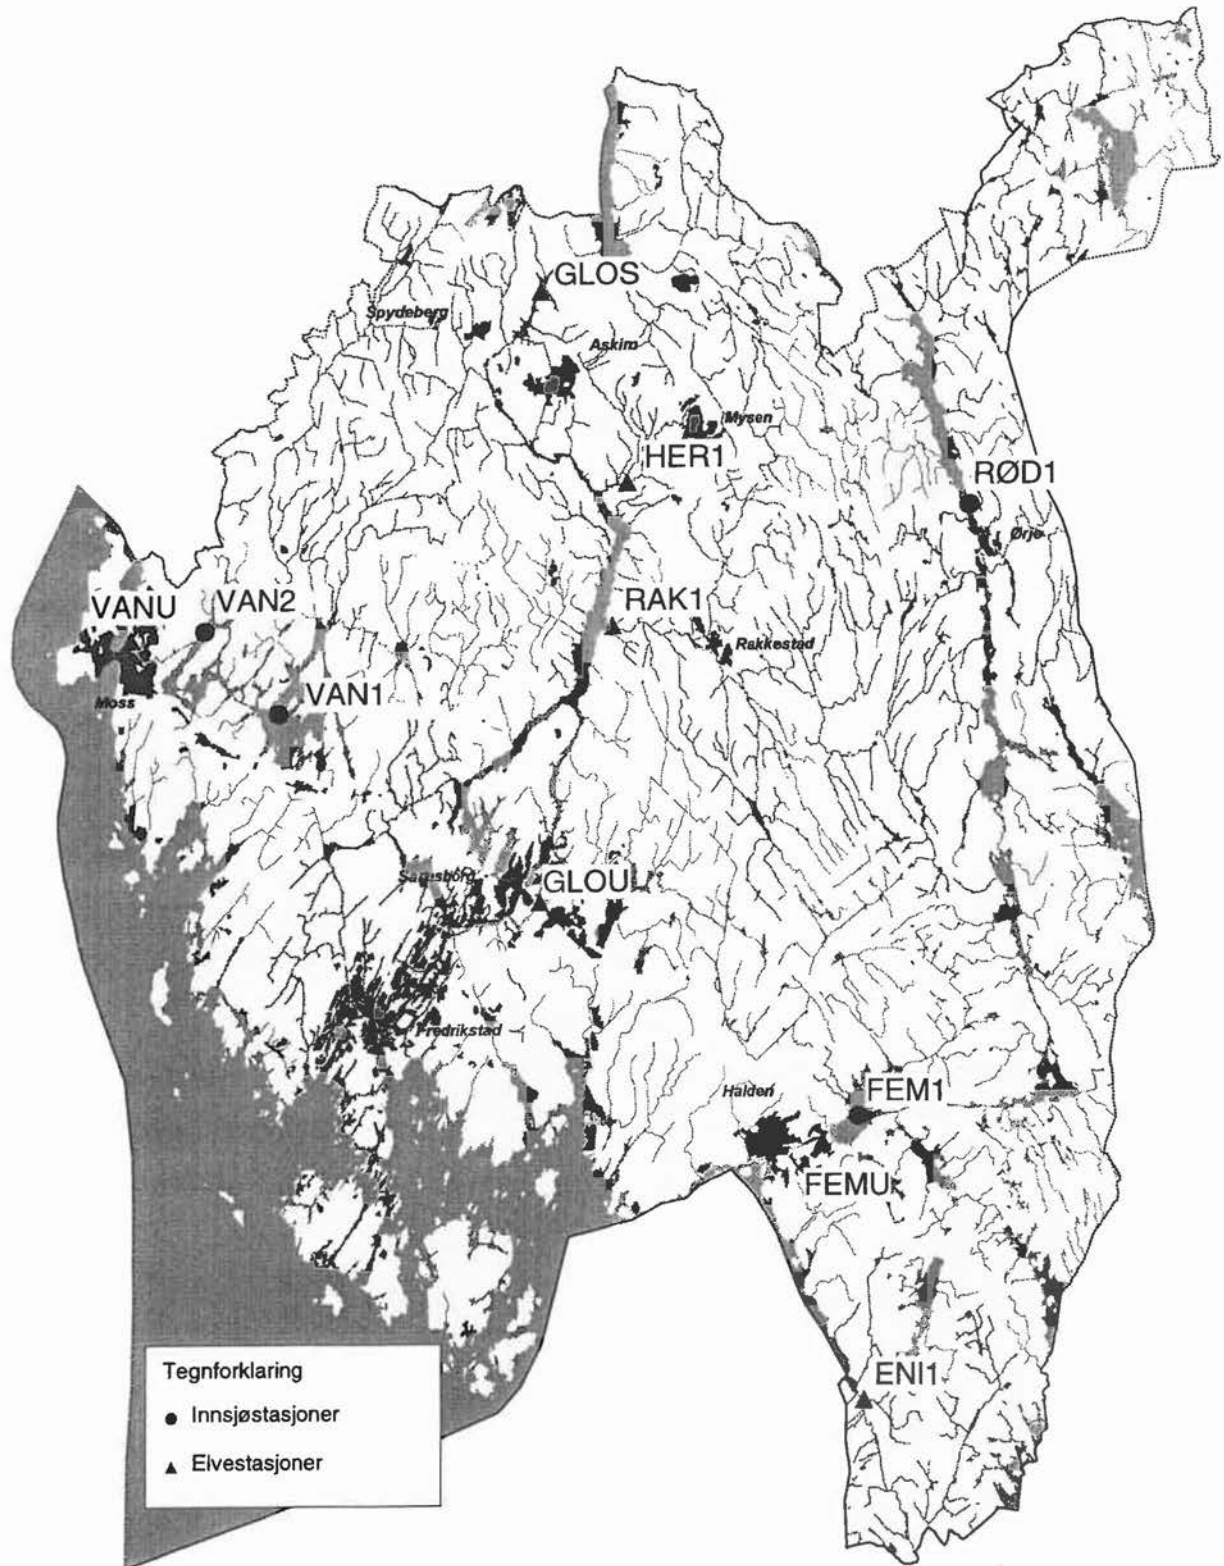 GLOS
Spydeberg
Askim
Mysen
HER1
RØD1
Ørje
VANU
VAN2
RAK1
Rakkestad
VAN1
Moss
Sarpsborg
GLOU
Fredrikstad
Halden
FEM1
FEMU
ENI1
Tegnforklaring
Innsjøstasjoner
Elvestasjoner